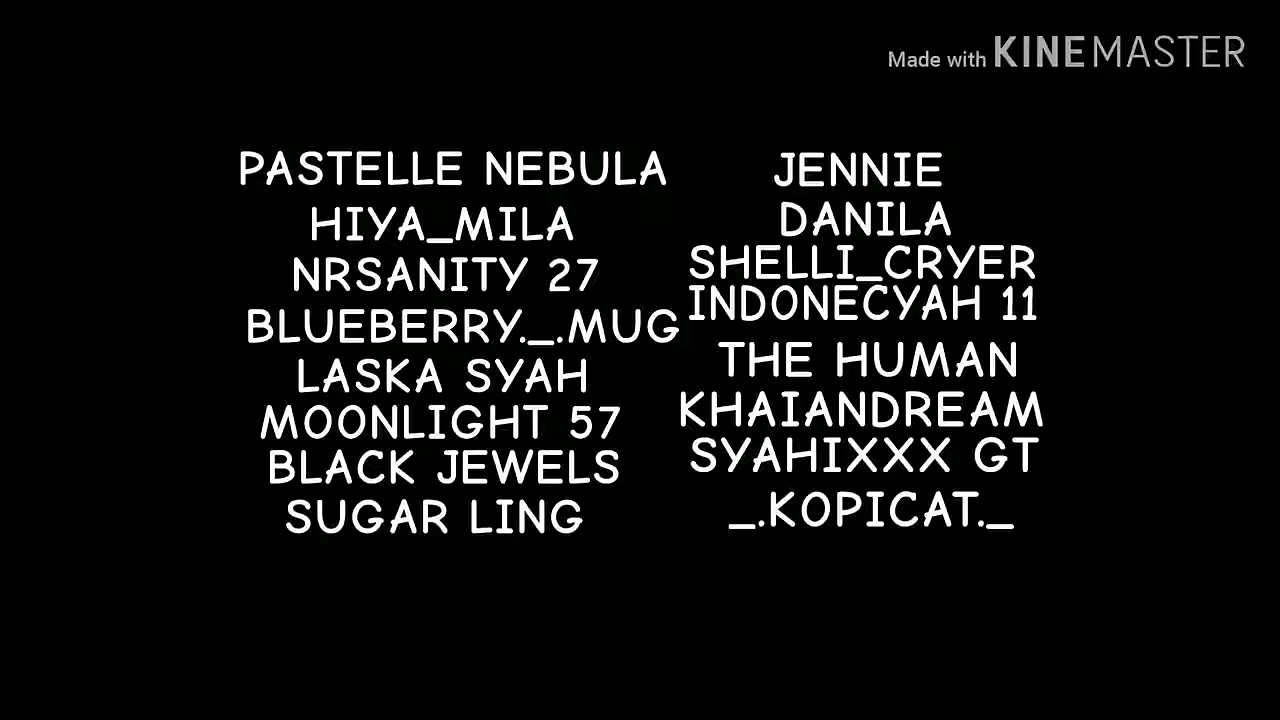 Made with KINEMASTER
PASTELLE NEBULA
HIYA_MILA
NRSANITY 27
BLUEBERRY._.MUG
LASKA SYAH
MOONLIGHT 57
BLACK JEWELS
SUGAR LING
JENNIE
DANILA
SHELLI_CRYER
INDONECYAH 11
THE HUMAN
KHAIANDREAM
SYAHIXXX GT
_.KOPICAT._